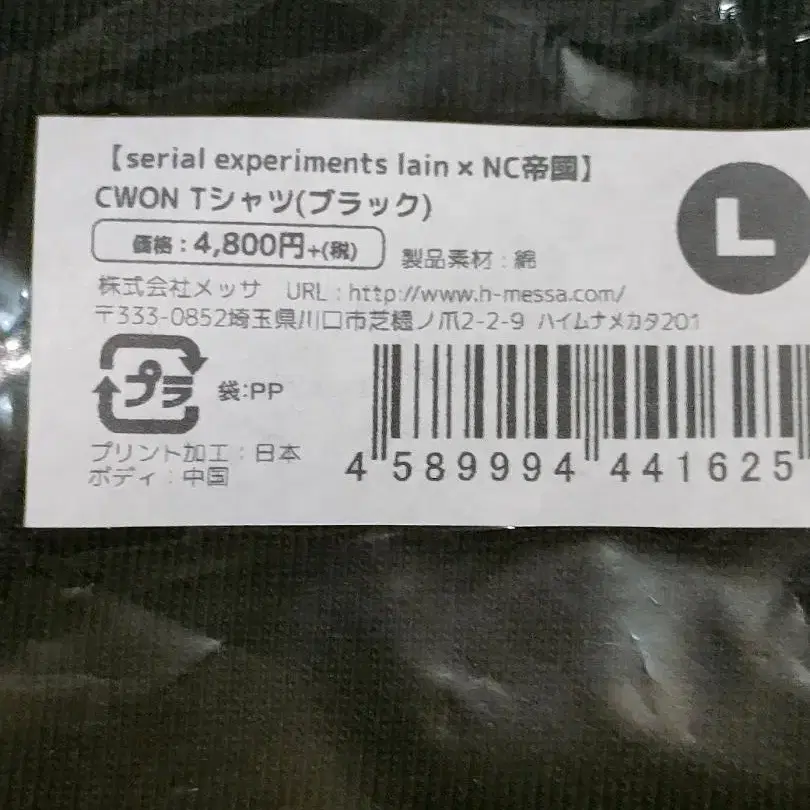 【serial experiments lain × NC帝國】
CWON Tシャツ(ブラック)
L
価格:4,800円+(税)
製品素材:綿
株式会社メッサ URL:http://www.h-messa.com/
〒333-0852埼玉県川口市芝樋ノ爪2-2-9 ハイムナメカタ201
プラ
袋:PP
プリント加工:日本
ボディ:中国
4 589994 441625